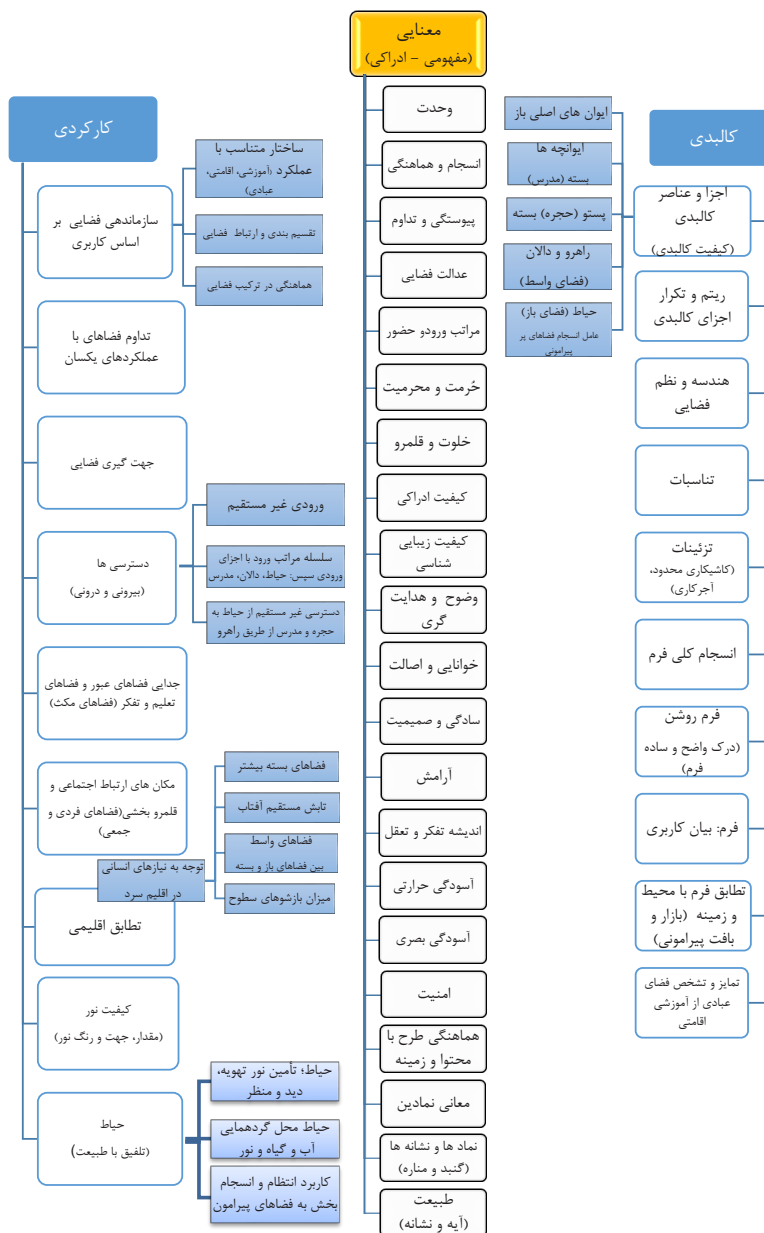 کالبدی
اجزا و عناصر
کالبدی
(کیفیت کالبدی)
ایوان های اصلی باز
ایوانچه ها
بسته (مدرس)
پستو (حجره) بسته
راهرو و دالان
(فضای واسط)
حیاط (فضای باز)
عامل انسجام فضاهای پر
پیرامونی
ریتم و تکرار
اجزای کالبدی
هندسه و نظم
فضایی
تناسبات
تزئینات
(کاشیکاری محدود،
آجرکاری)
انسجام کلی فرم
فرم روشن
(درک واضح و ساده
فرم)
فرم: بیان کاربری
تطابق فرم با محیط
و زمینه (بازار و
بافت پیرامونی)
تمایز و تشخص فضای
عبادی از آموزشی
اقامتی
معنایی
(مفهومی - ادراکی)
وحدت
انسجام و هماهنگی
پیوستگی و تداوم
عدالت فضایی
مراتب ورودو حضور
حُرمت و محرمیت
خلوت و قلمرو
کیفیت ادراکی
کیفیت زیبایی
شناسی
وضوح و هدایت
گری
خوانایی و اصالت
سادگی و صمیمیت
آرامش
اندیشه تفکر و تعقل
آسودگی حرارتی
آسودگی بصری
امنیت
هماهنگی طرح با
محتوا و زمینه
معانی نمادین
نماد ها و نشانه ها
(گنبد و مناره)
طبیعت
(آیه و نشانه)
کارکردی
سازماندهی فضایی بر
اساس کاربری
ساختار متناسب با
عملکرد (آموزشی، اقامتی،
عبادی)
تقسیم بندی و ارتباط فضایی
هماهنگی در ترکیب فضایی
تداوم فضاهای با
عملکردهای یکسان
جهت گیری فضایی
دسترسی ها
(بیرونی و درونی)
ورودی غیر مستقیم
سلسله مراتب ورود با اجزای
ورودی سپس: حیاط، دالان، مدرس
دسترسی غیر مستقیم از حیاط به
حجره و مدرس از طریق راهرو
جدایی فضاهای عبور و فضاهای
تعلیم و تفکر (فضاهای مکث)
مکان های ارتباط اجتماعی و
قلمرو بخشی(فضاهای فردی و
جمعی)
تطابق اقلیمی
توجه به نیازهای انسانی
در اقلیم سرد
فضاهای بسته بیشتر
تابش مستقیم آفتاب
فضاهای واسط
بین فضاهای باز و بسته
میزان بازشوهای سطوح
کیفیت نور
(مقدار، جهت و رنگ نور)
حیاط
(تلفیق با طبیعت)
حیاط؛ تأمین نور تهویه،
دید و منظر
حیاط محل گردهمایی
آب و گیاه و نور
کاربرد انتظام و انسجام
بخش به فضاهای پیرامون